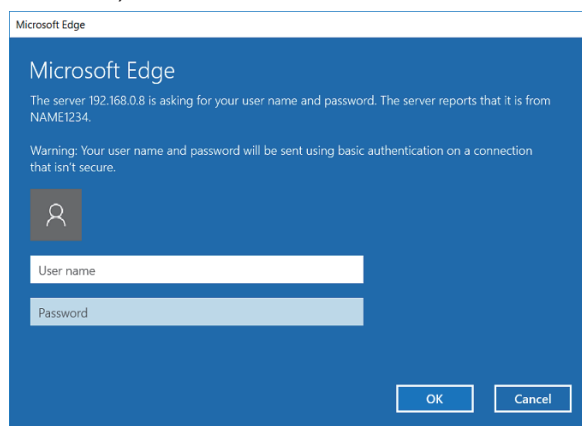 Microsoft Edge
Microsoft Edge
The server 192.168.0.8 is asking for your user name and password. The server reports that it is from
NAME1234.
Warning: Your user name and password will be sent using basic authentication on a connection
that isn't secure.
User name
Password
OK
Cancel